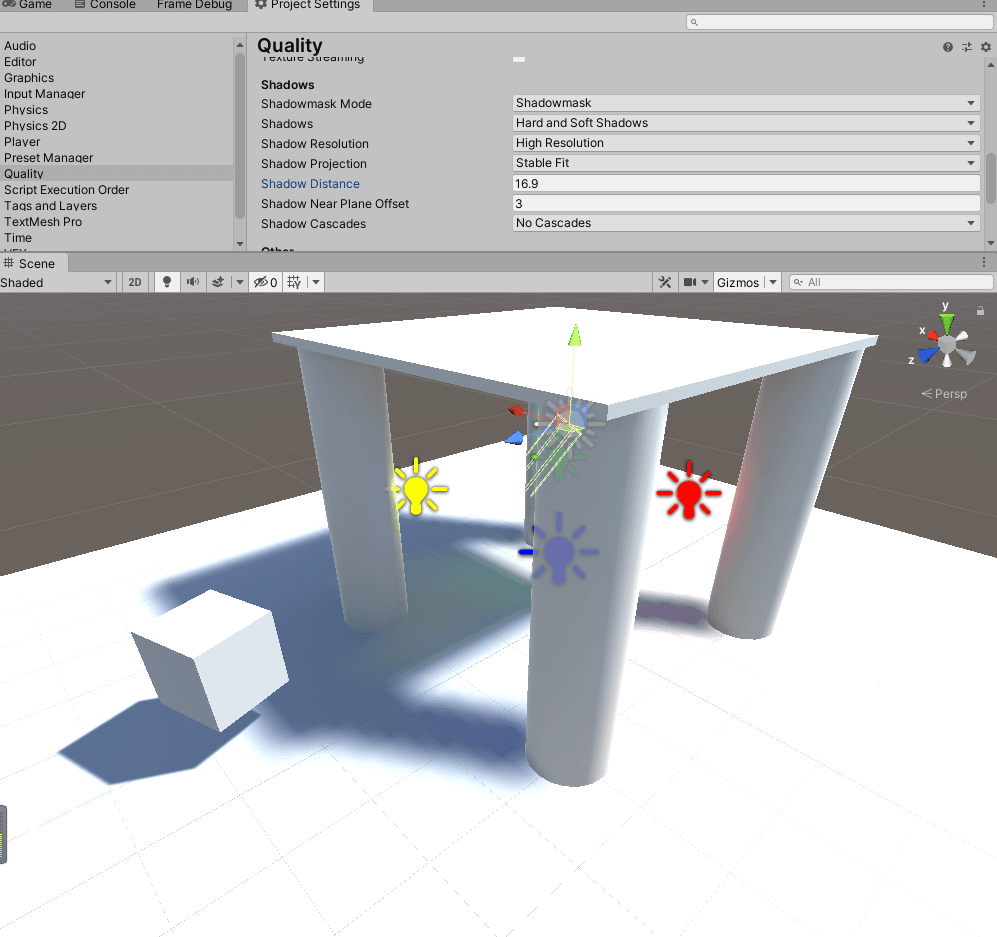 Game Console Frame Debug Project Settings
Audio
Editor
Graphics
Input Manager
Physics
Physics 2D
Player
Preset Manager
Quality
Script Execution Order
Tags and Layers
TextMesh Pro
Time
VFX
Quality
Texture Streaming
Shadows
Shadowmask Mode Shadowmask
Shadows Hard and Soft Shadows
Shadow Resolution High Resolution
Shadow Projection Stable Fit
Shadow Distance 16.9
Shadow Near Plane Offset 3
Shadow Cascades No Cascades
Other
Scene
Shaded 2D 0 Gizmos All
y
x
z
Persp